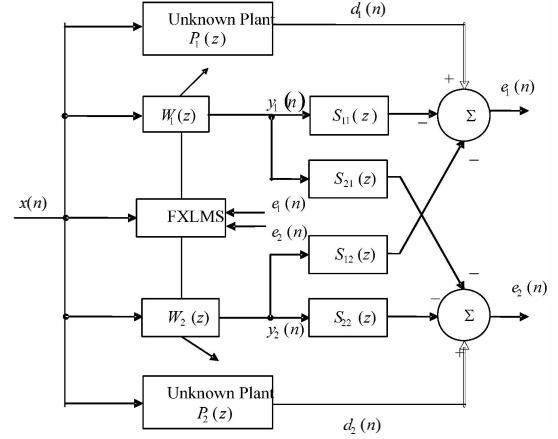 Unknown Plant
P₁(z)
d₁(n)
+
e₁(n)
W₁(z)
y₁(n)
S₁₁(z)
−
Σ
−
S₂₁(z)
x(n)
FXLMS
e₁(n)
e₂(n)
S₁₂(z)
−
e₂(n)
W₂(z)
y₂(n)
S₂₂(z)
−
Σ
+
Unknown Plant
P₂(z)
d₂(n)